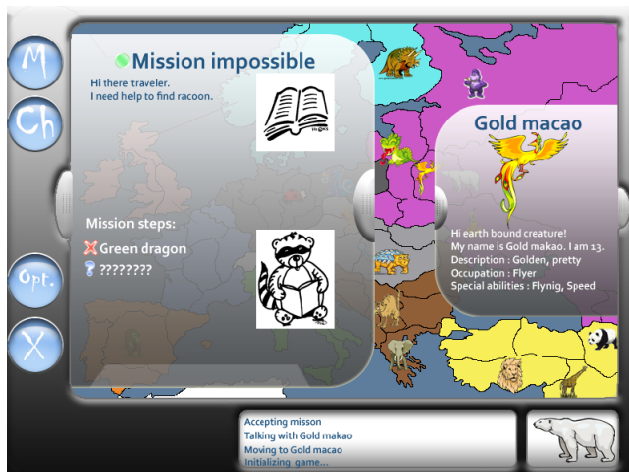 M
Ch
Opt.
X
Mission impossible
Hi there traveler.
I need help to find racoon.
Mission steps:
Green dragon
? ????????
Gold macao
Hi earth bound creature!
My name is Gold makao. I am 13.
Description : Golden, pretty
Occupation : Flyer
Special abilities : Flynig, Speed
Accepting misson
Talking with Gold makao
Moving to Gold macao
Initializing game...